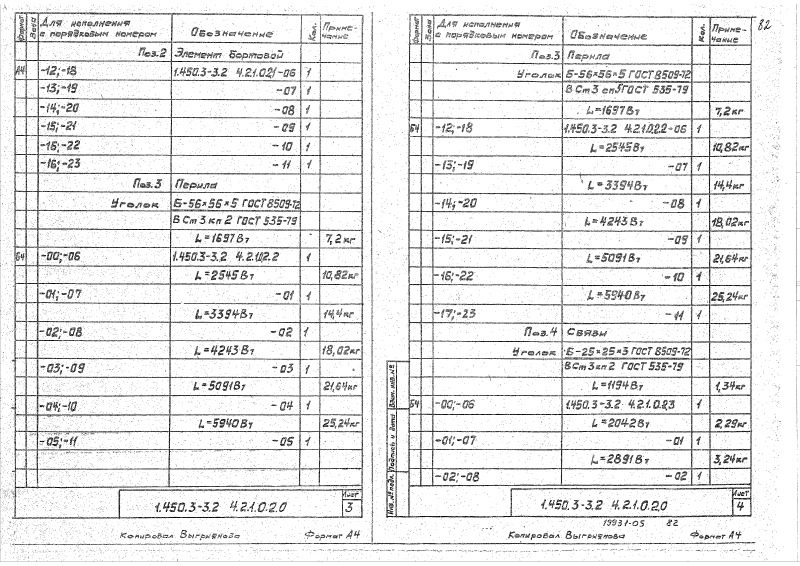 Формат Зона Для исполнения с порядковым номером Обозначение Кол. Примечание
Поз.2 Элемент бортовой
А4 -12;-18 1.450.3-3.2 4.2.1.0.21-06 1
-13;-19 -07 1
-14;-20 -08 1
-15;-21 -09 1
-16;-22 -10 1
-16;-23 -11 1
Поз.3 Перила
Уголок Б-56×56×5 ГОСТ 8509-72
В Ст 3 кп 2 ГОСТ 535-79
L=1697 Вт 7,2кг
Б4 -00;-06 1.450.3-3.2 4.2.1.0.2.2 1
L=2545 Вт 10,82кг
-01;-07 -01 1
L=3394 Вт 14,4кг
-02;-08 -02 1
L=4243 Вт 18,02кг
-03;-09 -03 1
L=5091 Вт 21,64кг
-04;-10 -04 1
L=5940 Вт 25,24кг
-05;-11 -05 1
1.450.3-3.2 4.2.1.0.2.0 Лист 3
Копировал Выгриянова Формат А4
82
Формат Зона Для исполнения с порядковым номером Обозначение Кол. Примечание
Поз.3 Перила
Уголок Б-56×56×5 ГОСТ 8509-72
В Ст 3 сп5 ГОСТ 535-79
L=1697 Вт 7,2кг
Б4 -12;-18 1.450.3-3.2 4.2.1.0.2.2-06 1
L=2545 Вт 10,82кг
-13;-19 -07 1
L=3394 Вт 14,4кг
-14;-20 -08 1
L=4243 Вт 18,02кг
-15;-21 -09 1
L=5091 Вт 21,64кг
-16;-22 -10 1
L=5940 Вт 25,24кг
-17;-23 -11 1
Поз.4 Связи
Уголок Б-25×25×3 ГОСТ 8509-72
В Ст 3 кп 2 ГОСТ 535-79
L=1194 Вт 1,34кг
Б4 -00;-06 1.450.3-3.2 4.2.1.0.2.3 1
L=2042 Вт 2,29кг
-01;-07 -01 1
L=2891 Вт 3,24кг
-02;-08 -02 1
Инв.№подл. Подпись и дата Взам.инв.№
1.450.3-3.2 4.2.1.0.2.0 Лист 4
19931-05 82
Копировал Выгриянова Формат А4